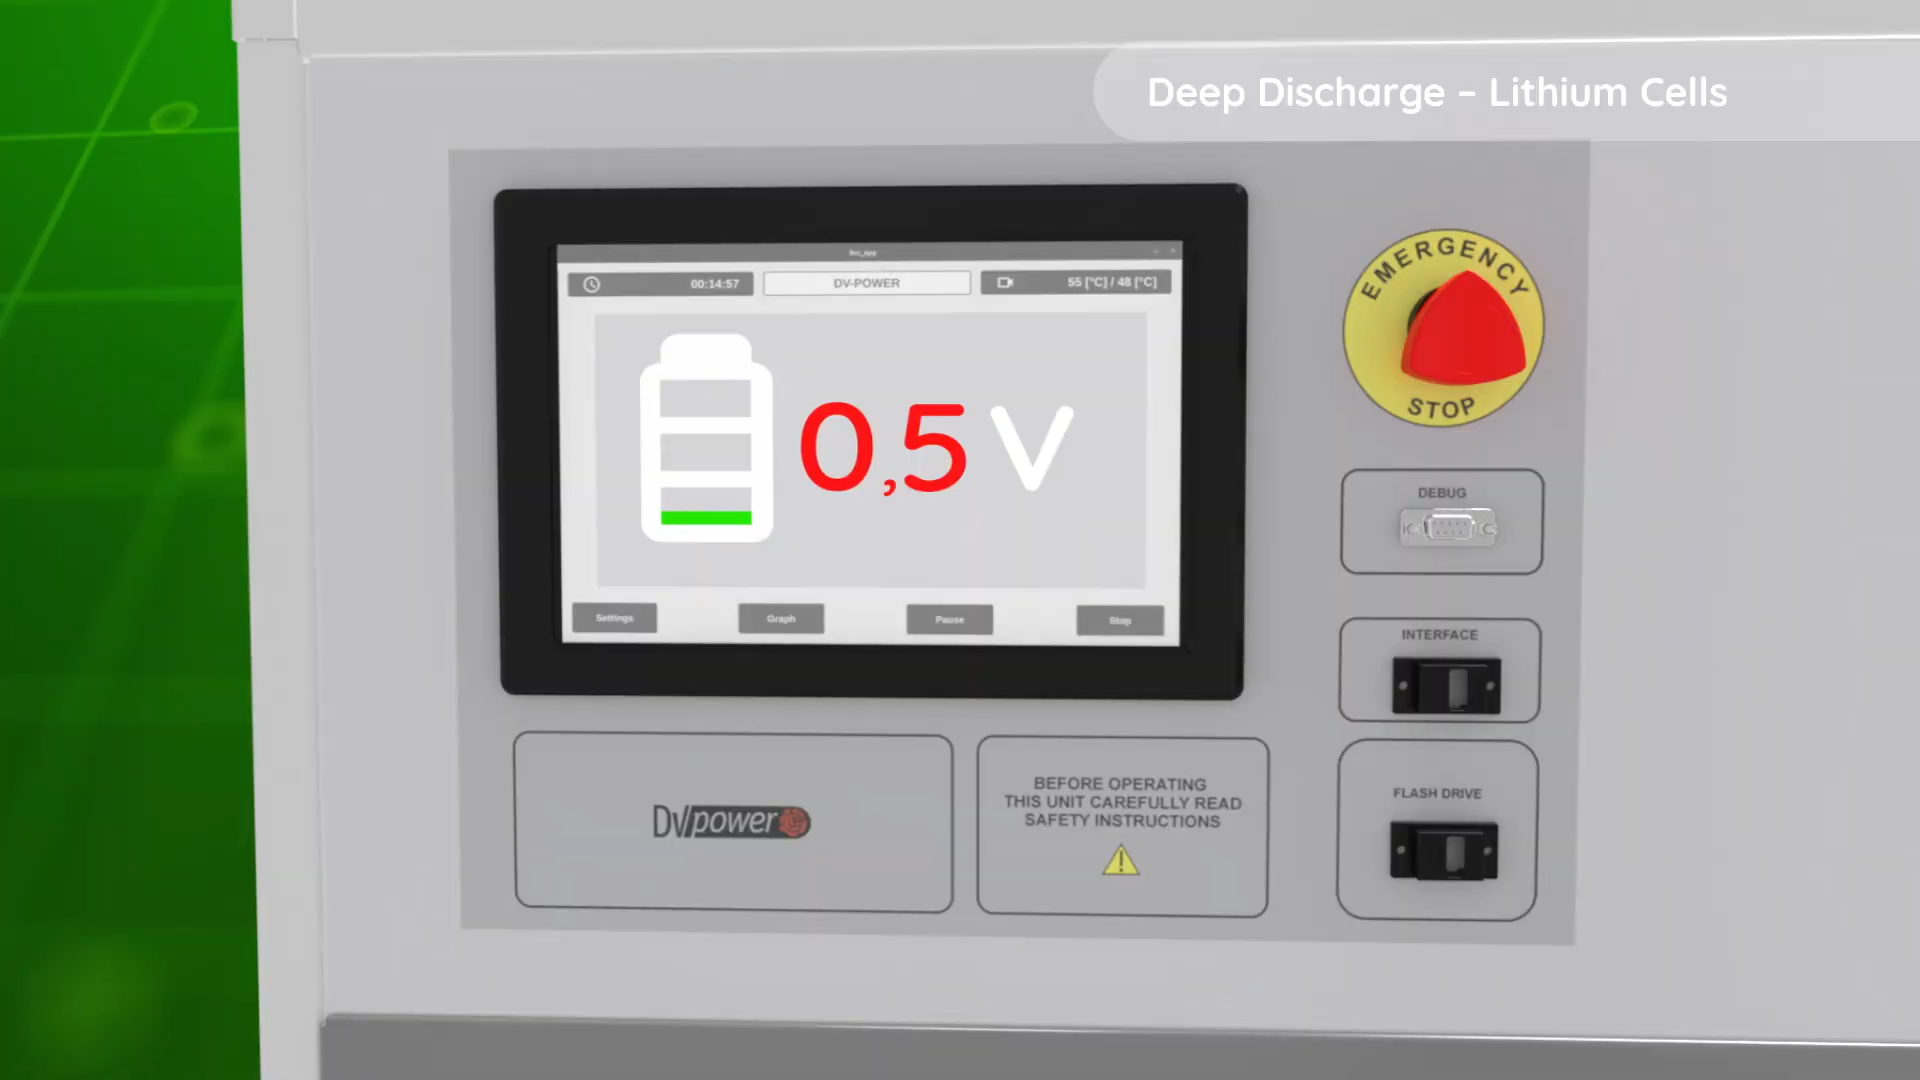 Deep Discharge – Lithium Cells
00:14:57
DV-POWER
55 [°C] / 48 [°C]
0,5 V
Settings
Graph
Pause
Stop
EMERGENCY
STOP
DEBUG
INTERFACE
FLASH DRIVE
DV power
BEFORE OPERATING
THIS UNIT CAREFULLY READ
SAFETY INSTRUCTIONS